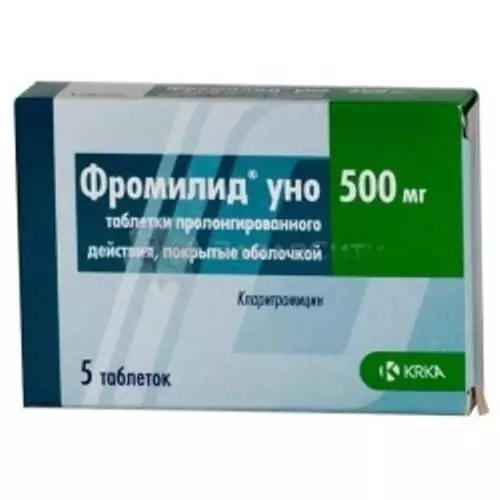 Фромилид® уно 500 мг
таблетки пролонгированного
действия, покрытые оболочкой
Кларитромицин
5 таблеток
KRKA